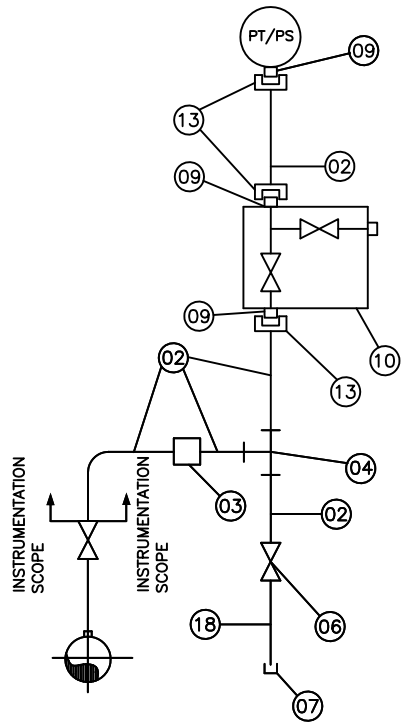 PT/PS
09
13
02
09
09
10
13
02
04
03
02
INSTRUMENTATION
SCOPE
INSTRUMENTATION
SCOPE
18
06
07